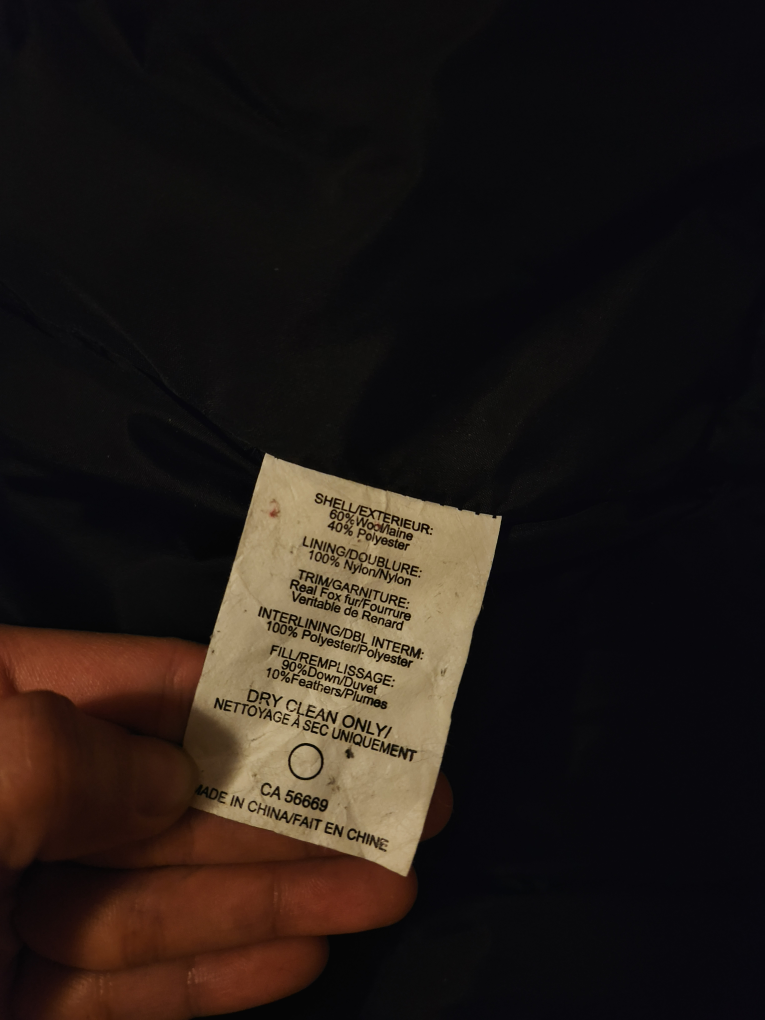 SHELL/EXTERIEUR:
60%Wool/laine
40% Polyester
LINING/DOUBLURE:
100% Nylon/Nylon
TRIM/GARNITURE:
Real Fox fur/Fourrure
Veritable de Renard
INTERLINING/DBL INTERM:
100% Polyester/Polyester
FILL/REMPLISSAGE:
90%Down/Duvet
10%Feathers/Plumes
DRY CLEAN ONLY/
NETTOYAGE À SEC UNIQUEMENT
CA 56669
MADE IN CHINA/FAIT EN CHINE